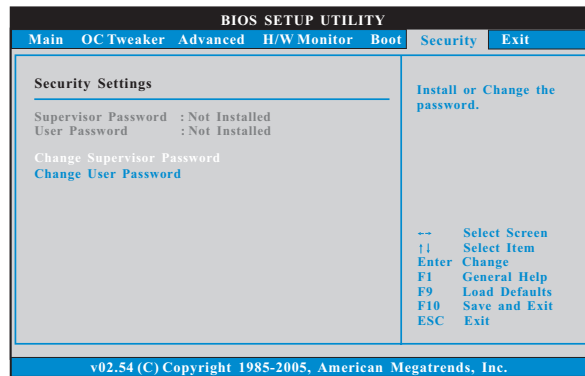 BIOS SETUP UTILITY
Main OC Tweaker Advanced H/W Monitor Boot Security Exit
Security Settings
Supervisor Password : Not Installed
User Password : Not Installed
Change Supervisor Password
Change User Password
Install or Change the
password.
←→ Select Screen
↑↓ Select Item
Enter Change
F1 General Help
F9 Load Defaults
F10 Save and Exit
ESC Exit
v02.54 (C) Copyright 1985-2005, American Megatrends, Inc.